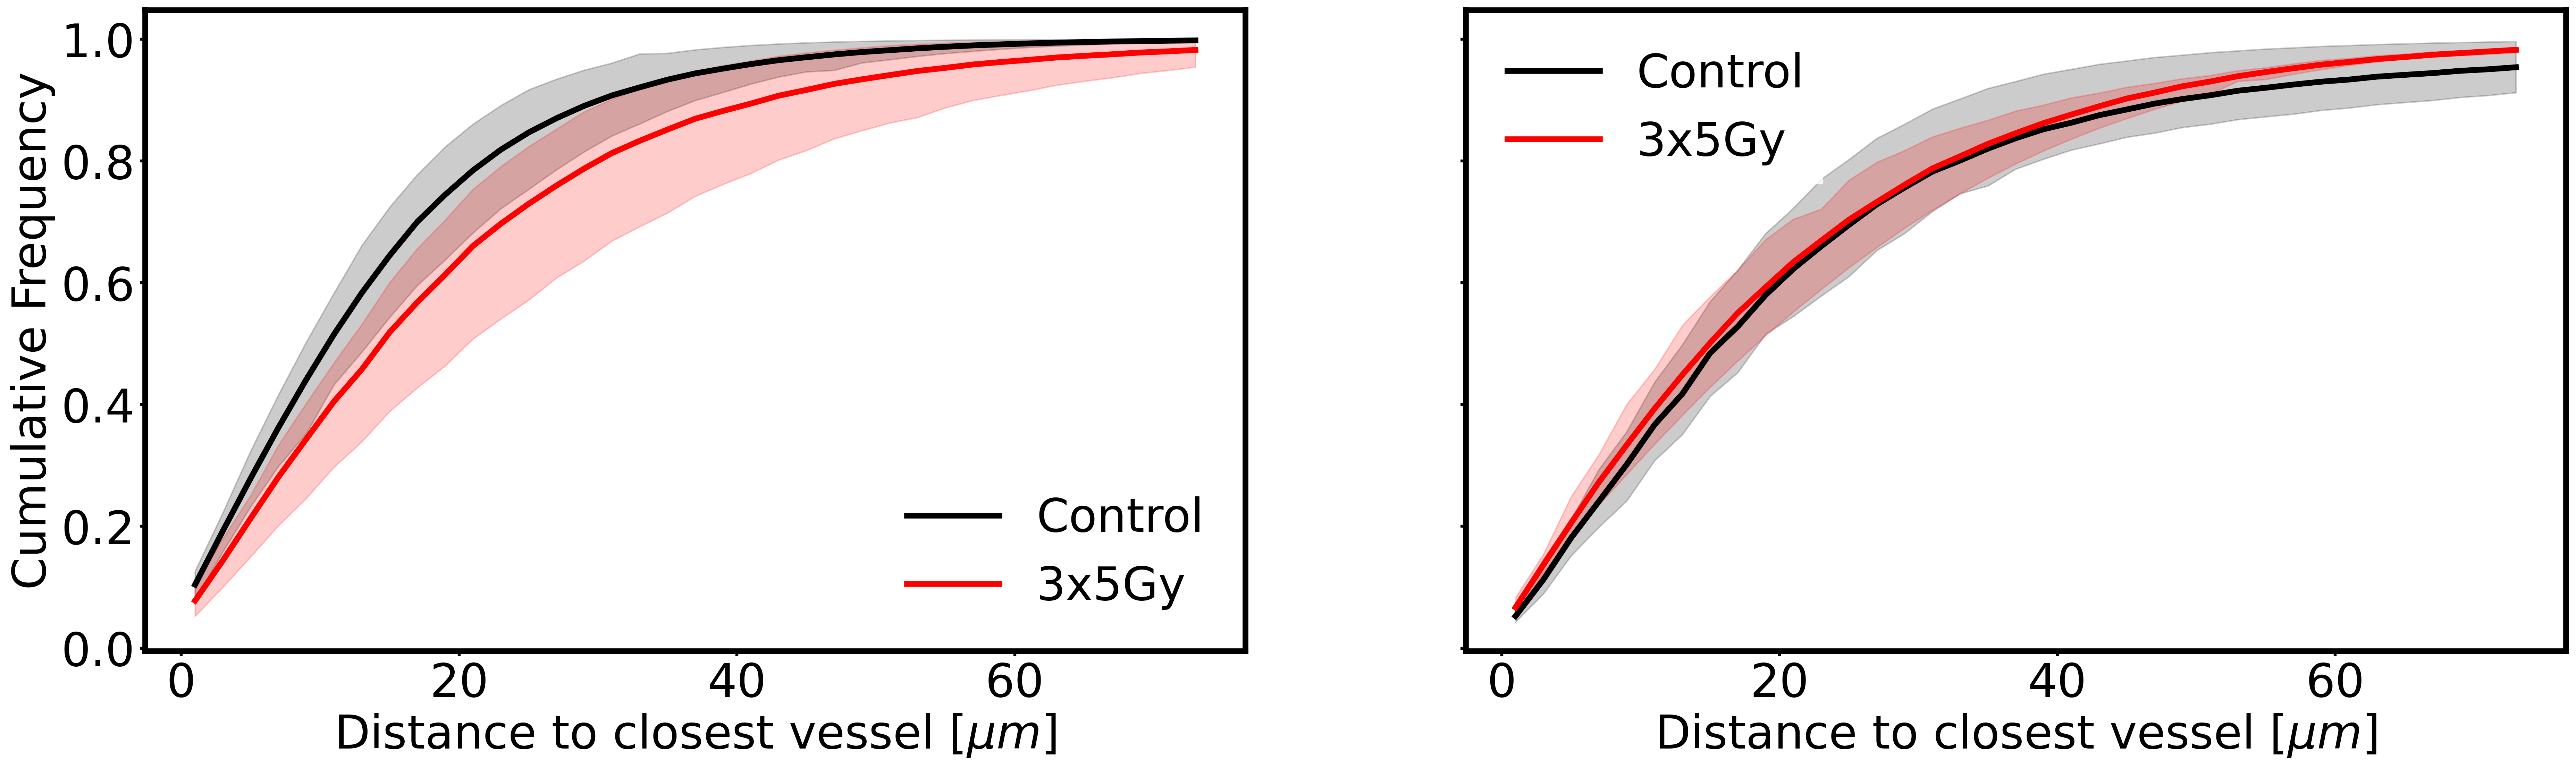 Cumulative Frequency
1.0
0.8
0.6
0.4
0.2
0.0
0 20 40 60
Distance to closest vessel [μm]
Control
3x5Gy
Control
3x5Gy
0 20 40 60
Distance to closest vessel [μm]